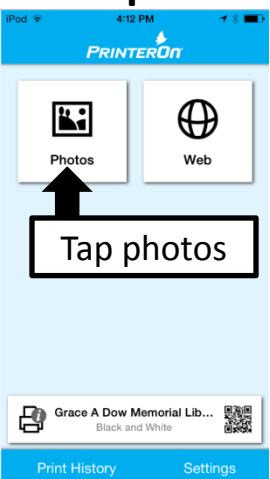 iPod 4:12 PM
PRINTERON
Photos Web
Tap photos
Grace A Dow Memorial Lib...
Black and White
Print History Settings